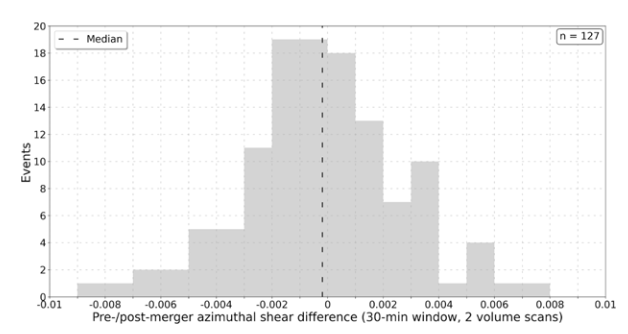 20
18
16
14
12
10
8
6
4
2
0
Events
- - Median
n = 127
-0.01 -0.008 -0.006 -0.004 -0.002 0 0.002 0.004 0.006 0.008 0.01
Pre-/post-merger azimuthal shear difference (30-min window, 2 volume scans)